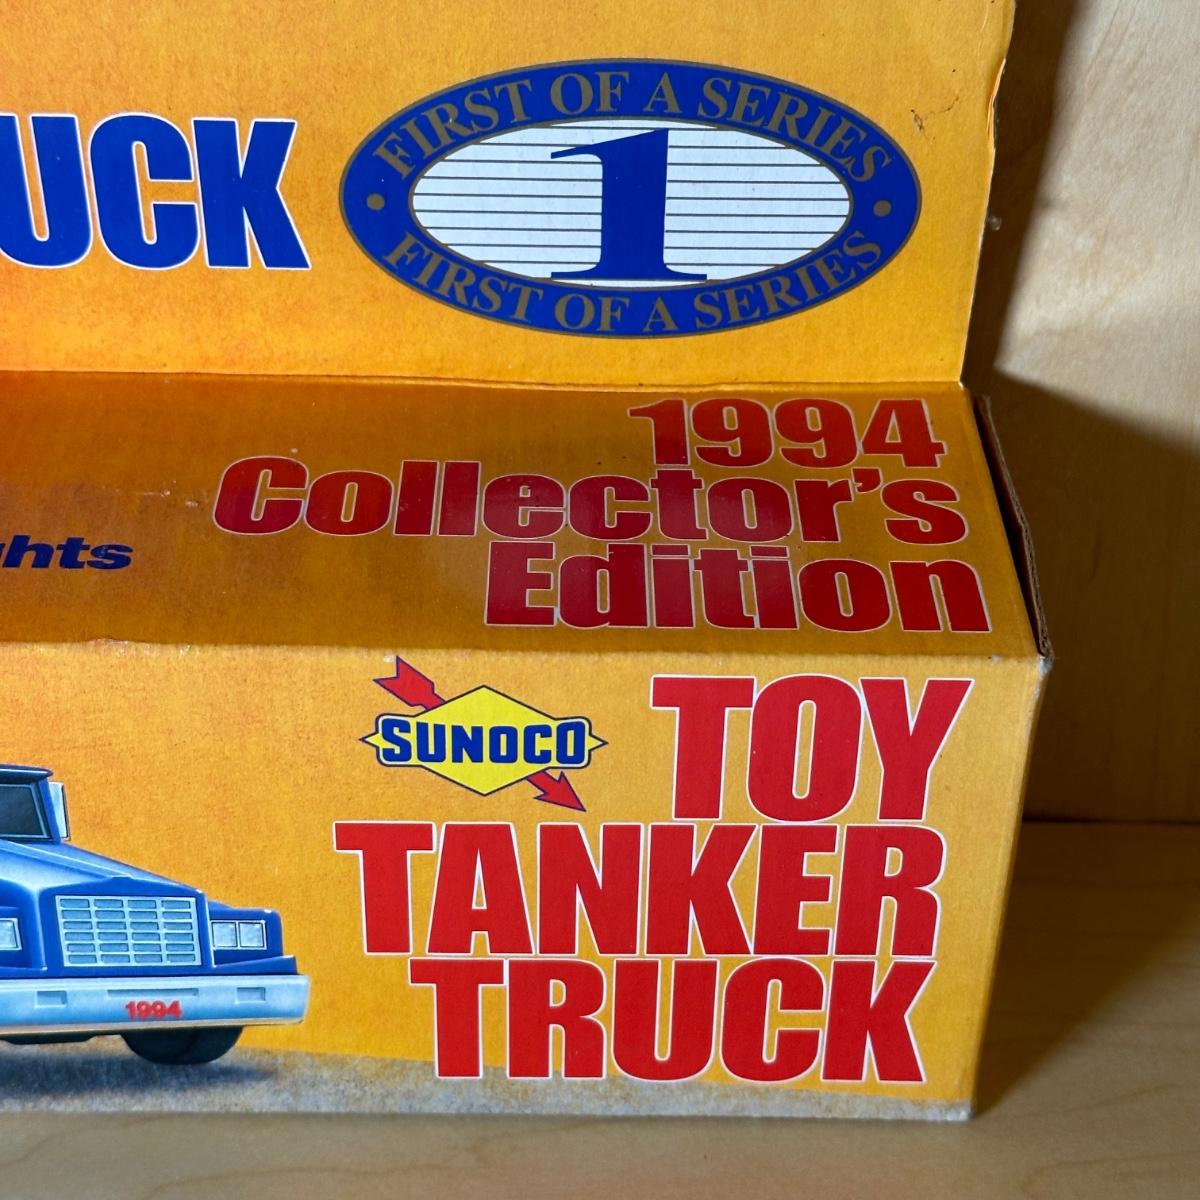 UCK
FIRST OF A SERIES
1
FIRST OF A SERIES
1994
Collector's
Edition
hts
SUNOCO
TOY
TANKER
TRUCK
1994